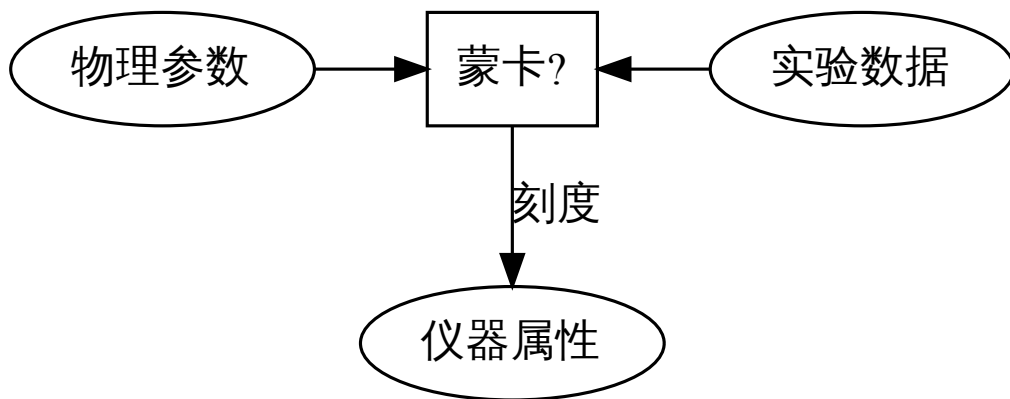 物理参数
蒙卡?
实验数据
刻度
仪器属性